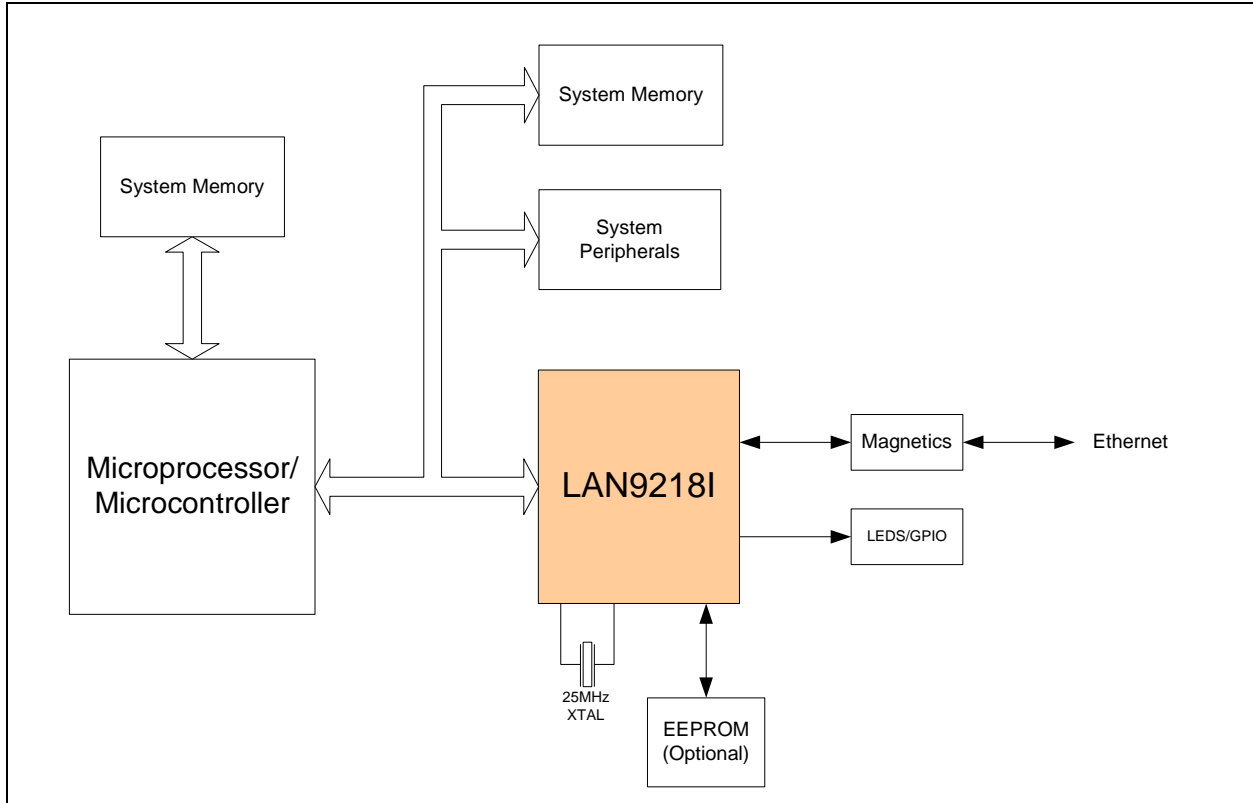 System Memory
System Memory
System
Peripherals
Microprocessor/
Microcontroller
LAN9218I
Magnetics
Ethernet
LEDS/GPIO
25MHz
XTAL
EEPROM
(Optional)